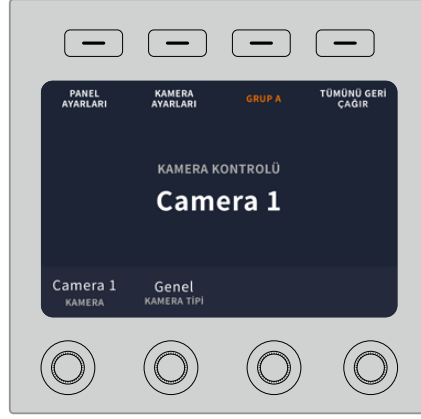 PANEL
AYARLARI
KAMERA
AYARLARI
GRUP A
TÜMÜNÜ GERİ
ÇAĞIR
KAMERA KONTROLÜ
Camera 1
Camera 1
KAMERA
Genel
KAMERA TİPİ